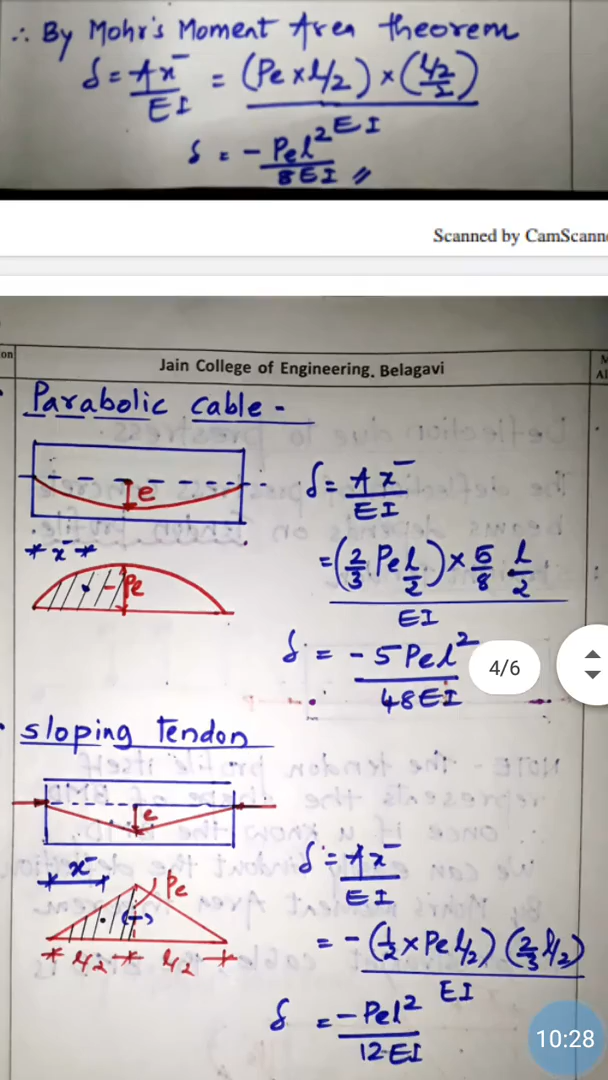 ∴ By Mohr's Moment Area theorem
δ = Ax̄/EI = (Pe x l/2) x (l/2/2)/EI
δ = - Pel²/8EI //
Scanned by CamScann
on
Jain College of Engineering, Belagavi
M
Al
Parabolic cable -
e
δ = Ax̄/EI
* x̄ *
- Pe
= (2/3 Pe l/2) x 5/8 l/2/EI
δ = - 5Pel²/48EI
4/6
sloping Tendon
e
δ = Ax̄/EI
x̄
Pe
(-)
= - (1/2 x Pe l/2) (2/3 l/2)/EI
* l/2 * l/2 *
δ = - Pel²/12EI
10:28